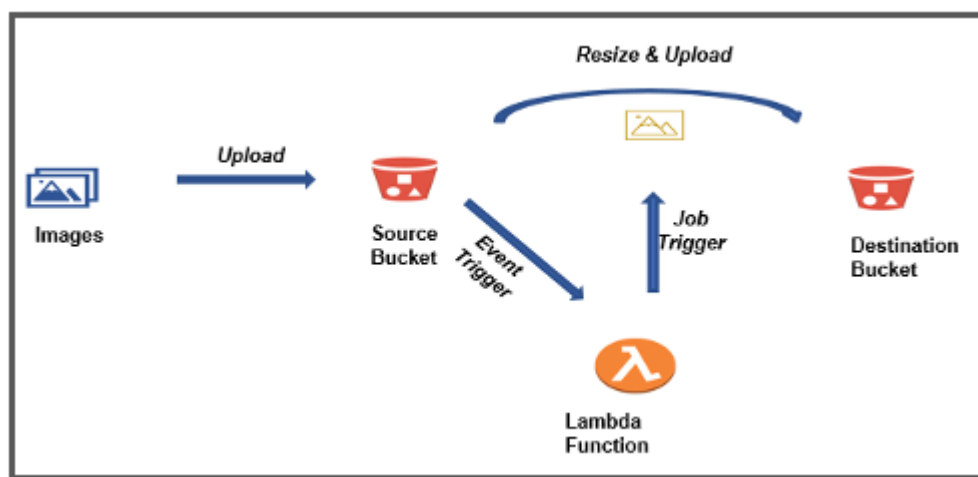 Resize & Upload
Upload
Images
Source
Bucket
Event
Trigger
Job
Trigger
Destination
Bucket
λ
Lambda
Function